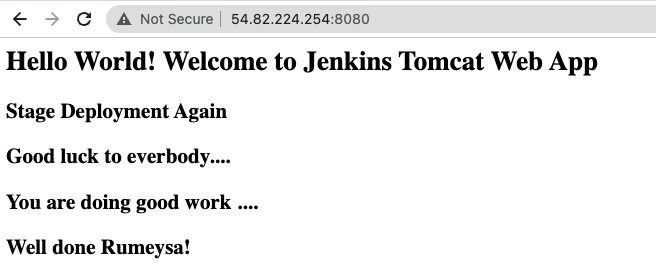 Not Secure | 54.82.224.254:8080
Hello World! Welcome to Jenkins Tomcat Web App
Stage Deployment Again
Good luck to everbody....
You are doing good work ....
Well done Rumeysa!